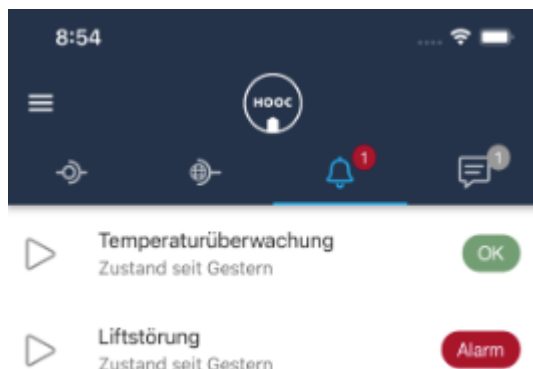 8:54
HOOC
1
1
Temperaturüberwachung
Zustand seit Gestern
OK
Liftstörung
Zustand seit Gestern
Alarm